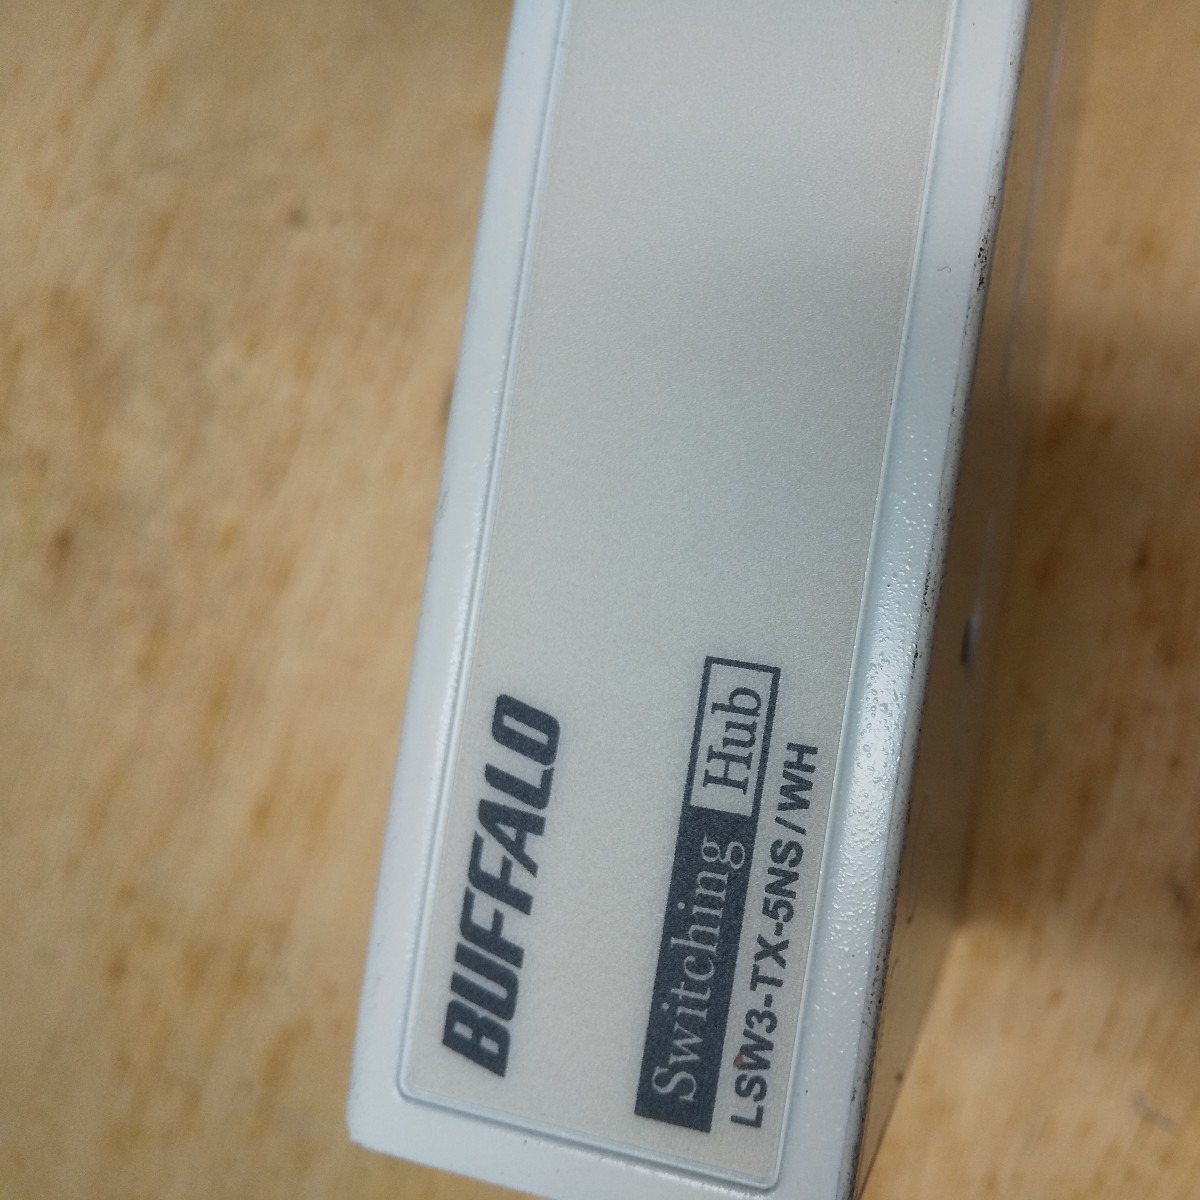 BUFFALO
Switching Hub
LSW3-TX-5NS/WH